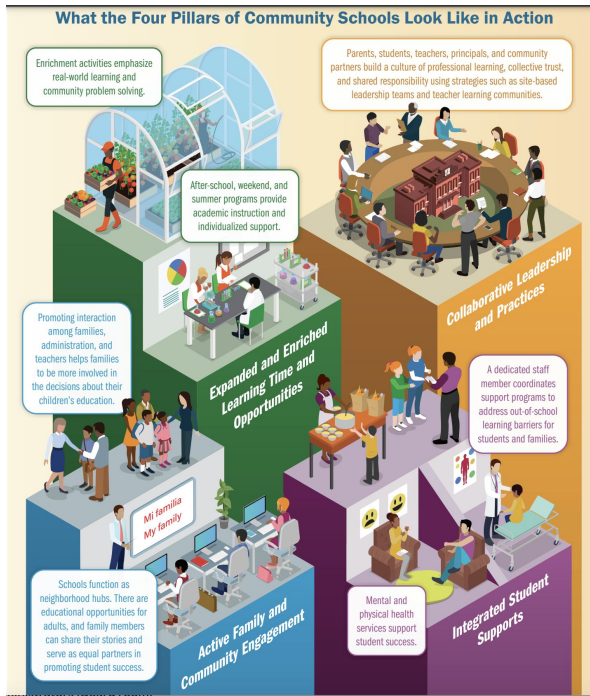 What the Four Pillars of Community Schools Look Like in Action
Enrichment activities emphasize
real-world learning and
community problem solving.
Parents, students, teachers, principals, and community
partners build a culture of professional learning, collective trust,
and shared responsibility using strategies such as site-based
leadership teams and teacher learning communities.
After-school, weekend, and
summer programs provide
academic instruction and
individualized support.
Collaborative Leadership
and Practices
Expanded and Enriched
Learning Time and
Opportunities
Promoting interaction
among families,
administration, and
teachers helps families
to be more involved in
the decisions about their
children's education.
A dedicated staff
member coordinates
support programs to
address out-of-school
learning barriers for
students and families.
Mi familia
My family
Schools function as
neighborhood hubs. There are
educational opportunities for
adults, and family members
can share their stories and
serve as equal partners in
promoting student success.
Active Family and
Community Engagement
Mental and
physical health
services support
student success.
Integrated Student
Supports